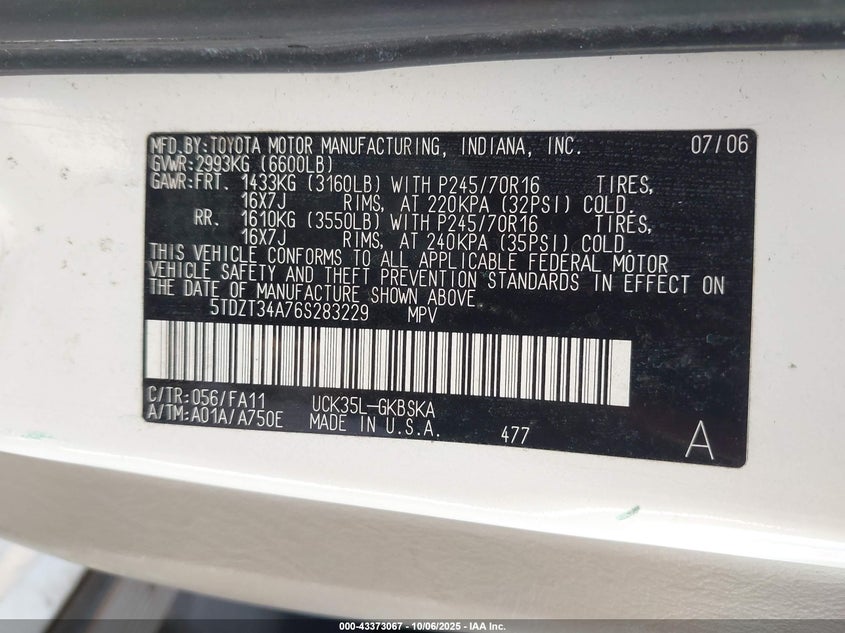 MFD.BY:TOYOTA MOTOR MANUFACTURING, INDIANA, INC. 07/06
GVWR:2993KG (6600LB)
GAWR:FRT. 1433KG (3160LB) WITH P245/70R16 TIRES,
16X7J RIMS, AT 220KPA (32PSI) COLD.
RR. 1610KG (3550LB) WITH P245/70R16 TIRES,
16X7J RIMS, AT 240KPA (35PSI) COLD.
THIS VEHICLE CONFORMS TO ALL APPLICABLE FEDERAL MOTOR
VEHICLE SAFETY AND THEFT PREVENTION STANDARDS IN EFFECT ON
THE DATE OF MANUFACTURE SHOWN ABOVE.
5TDZT34A76S283229 MPV
C/TR:056/FA11 UCK35L-GKBSKA
A/TM:A01A/A750E MADE IN U.S.A. 477 A
000-43373067 - 10/06/2025 - IAA Inc.